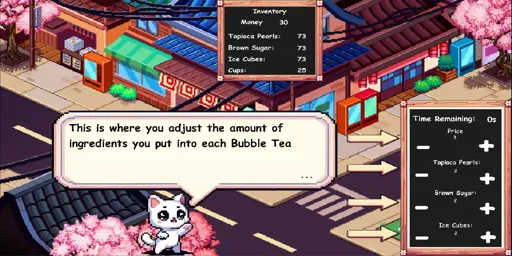 Inventory
Money 30
Tapioca Pearls: 73
Brown Sugar: 73
Ice Cubes: 73
Cups: 25
This is where you adjust the amount of
ingredients you put into each Bubble Tea
...
Time Remaining: 0s
Price
Tapioca Pearls:
Brown Sugar:
Ice Cubes: